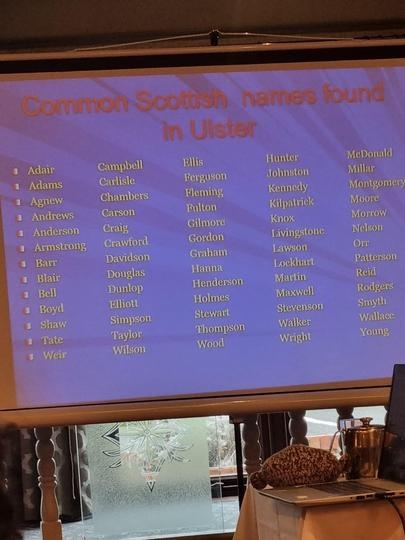 Common Scottish names found
in Ulster
Adair Campbell Ellis Hunter McDonald
Adams Carlisle Ferguson Johnston Millar
Agnew Chambers Fleming Kennedy Montgomery
Andrews Carson Fulton Kilpatrick Moore
Anderson Craig Gilmore Knox Morrow
Armstrong Crawford Gordon Livingstone Nelson
Barr Davidson Graham Lawson Orr
Blair Douglas Hanna Lockhart Patterson
Bell Dunlop Henderson Martin Reid
Boyd Elliott Holmes Maxwell Rodgers
Shaw Simpson Stewart Stevenson Smyth
Tate Taylor Thompson Walker Wallace
Weir Wilson Wood Wright Young